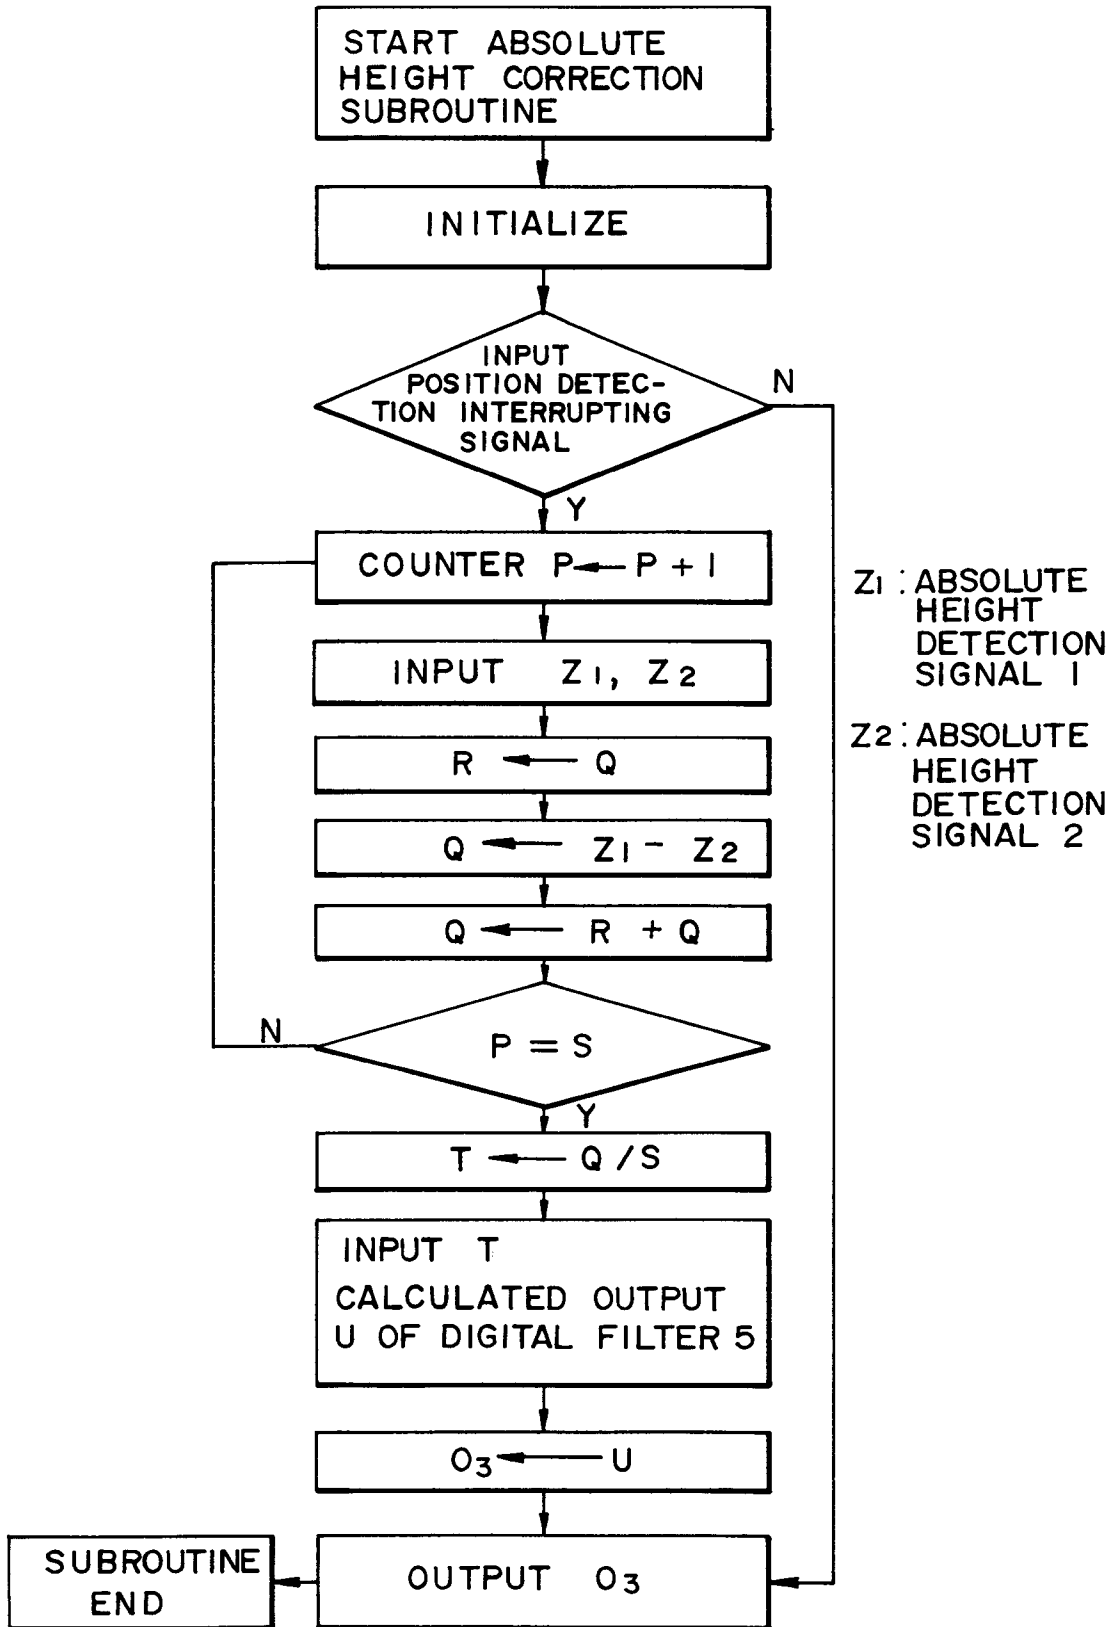 START ABSOLUTE
HEIGHT CORRECTION
SUBROUTINE
INITIALIZE
INPUT
POSITION DETEC-
TION INTERRUPTING
SIGNAL
N
Y
COUNTER P ← P + 1
INPUT Z1, Z2
R ← Q
Q ← Z1 - Z2
Q ← R + Q
N
P = S
Y
T ← Q / S
INPUT T
CALCULATED OUTPUT
U OF DIGITAL FILTER 5
O3 ← U
OUTPUT O3
SUBROUTINE
END
Z1 : ABSOLUTE
HEIGHT
DETECTION
SIGNAL 1
Z2 : ABSOLUTE
HEIGHT
DETECTION
SIGNAL 2